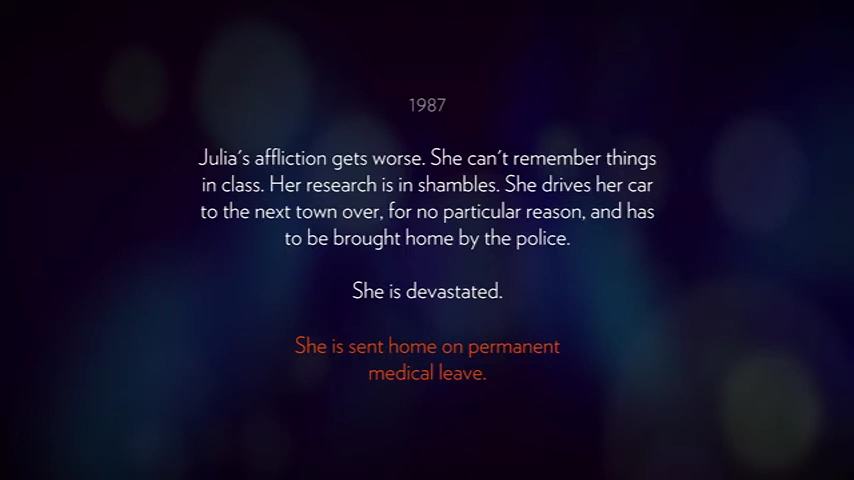 1987
Julia's affliction gets worse. She can't remember things
in class. Her research is in shambles. She drives her car
to the next town over, for no particular reason, and has
to be brought home by the police.
She is devastated.
She is sent home on permanent
medical leave.